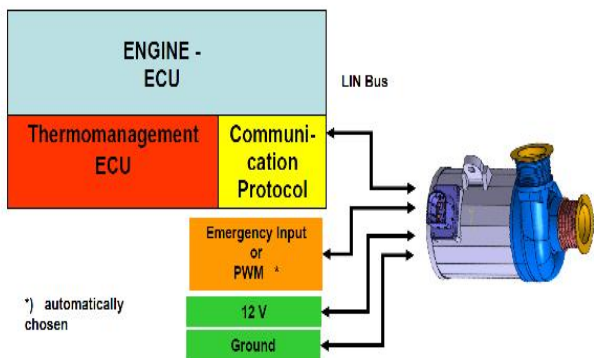 ENGINE -
ECU
LIN Bus
Thermomanagement
ECU
Communi-
cation
Protocol
Emergency Input
or
PWM *
*) automatically
chosen
12 V
Ground